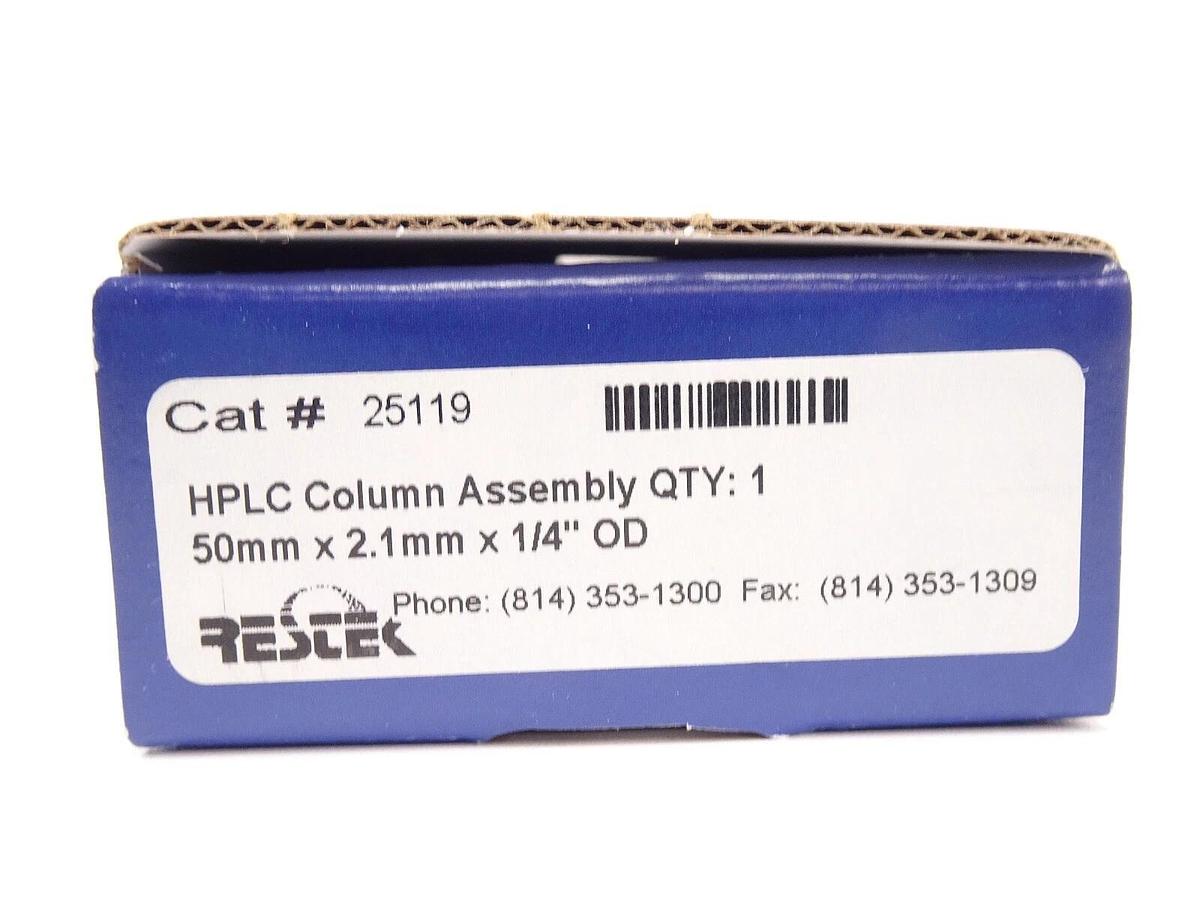 Cat # 25119
HPLC Column Assembly QTY: 1
50mm x 2.1mm x 1/4" OD
RESTEK Phone: (814) 353-1300 Fax: (814) 353-1309